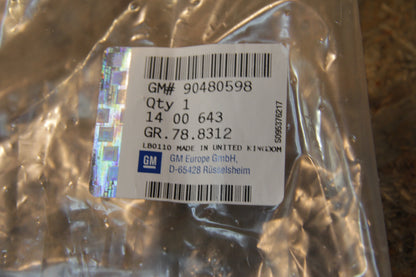 GM# 90480598
Qty 1
14 00 643
GR.78.8312
LB0110 MADE IN UNITED KINGDOM
GM
GM Europe GmbH,
D-65428 Rüsselsheim
S095376217